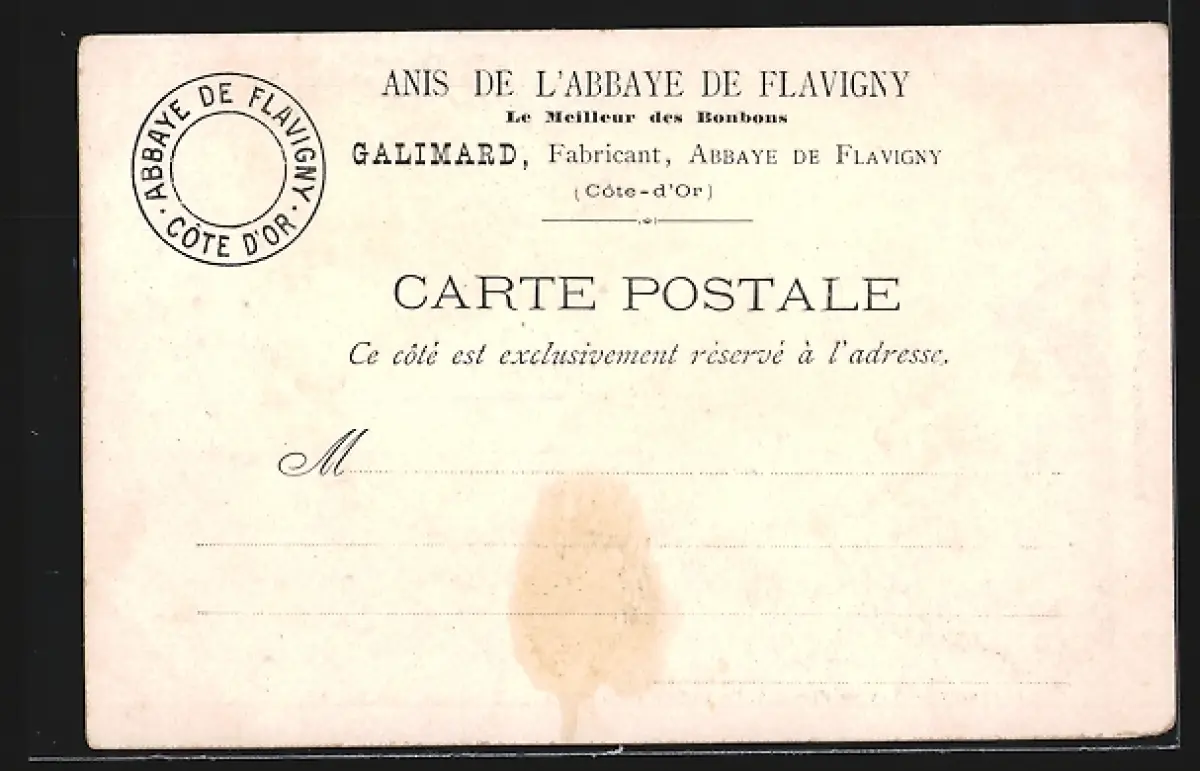 ABBAYE DE FLAVIGNY
· CÔTE D'OR ·
ANIS DE L'ABBAYE DE FLAVIGNY
Le Meilleur des Bonbons
GALIMARD, Fabricant, ABBAYE DE FLAVIGNY
(Côte-d'Or)
CARTE POSTALE
Ce côté est exclusivement réservé à l'adresse.
M